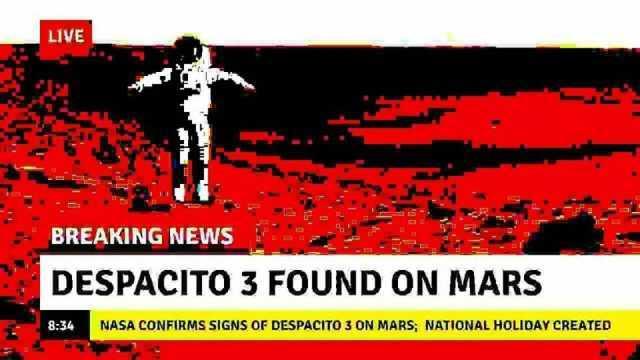 LIVE
BREAKING NEWS
DESPACITO 3 FOUND ON MARS
8:34 NASA CONFIRMS SIGNS OF DESPACITO 3 ON MARS; NATIONAL HOLIDAY CREATED